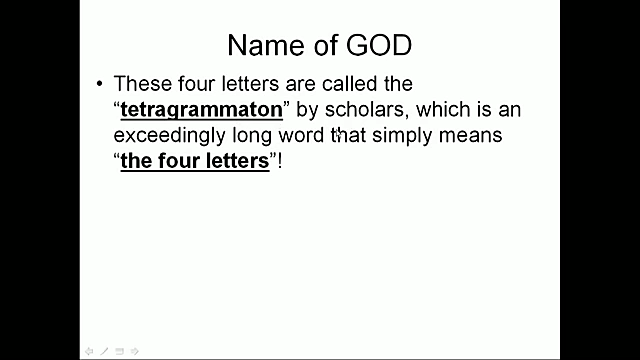 Name of GOD
• These four letters are called the
“tetragrammaton” by scholars, which is an
exceedingly long word that simply means
“the four letters”!